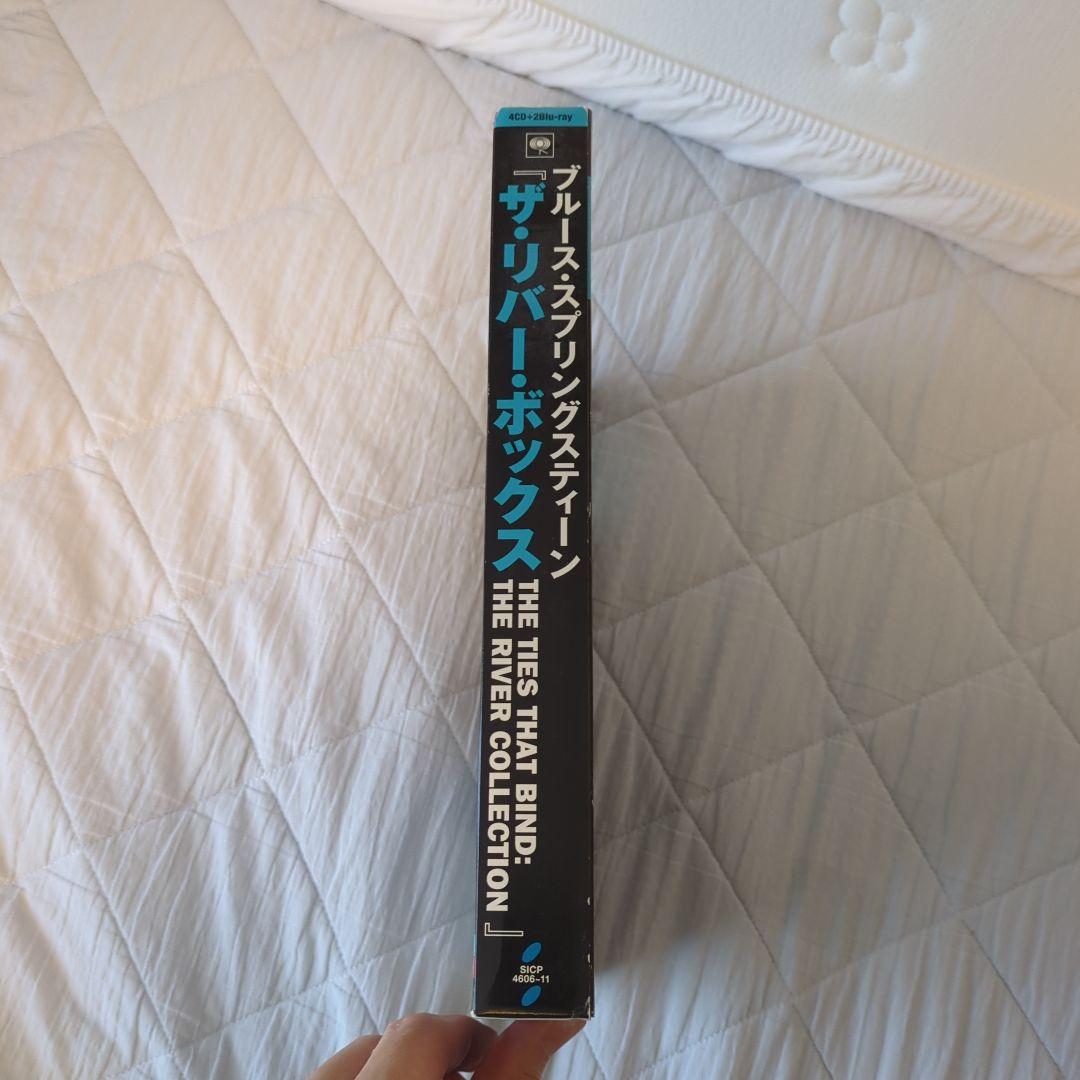 4CD+2Blu-ray
ブルース・スプリングスティーン
『ザ・リバー・ボックス
THE TIES THAT BIND:
THE RIVER COLLECTION』
SICP
4606~11